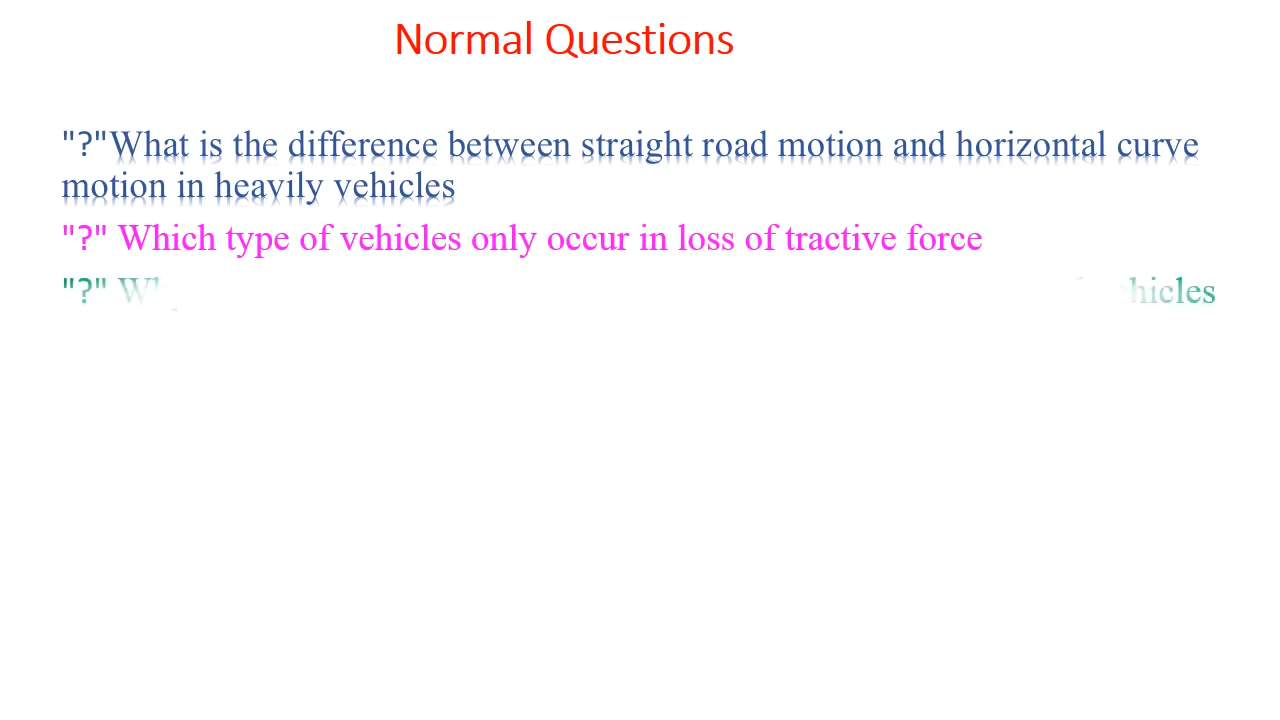 Normal Questions
"?"What is the difference between straight road motion and horizontal curve
motion in heavily vehicles
"?" Which type of vehicles only occur in loss of tractive force
"?"